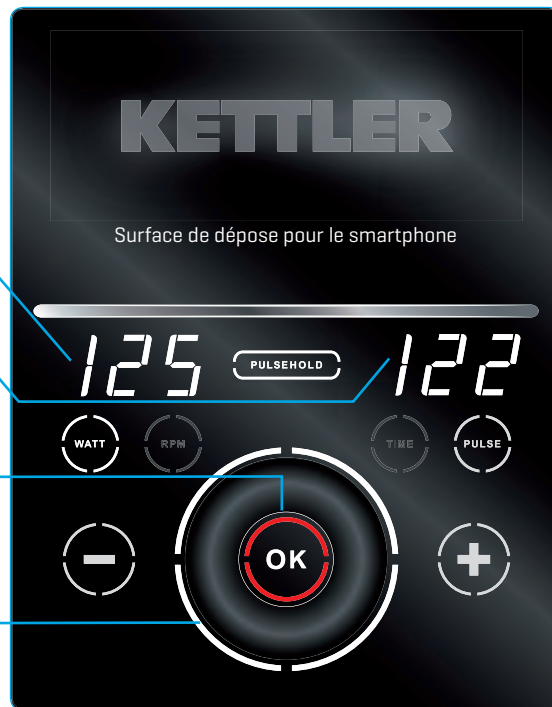 KETTLER
Surface de dépose pour le smartphone
125 PULSEHOLD 122
WATT RPM TIME PULSE
− OK +